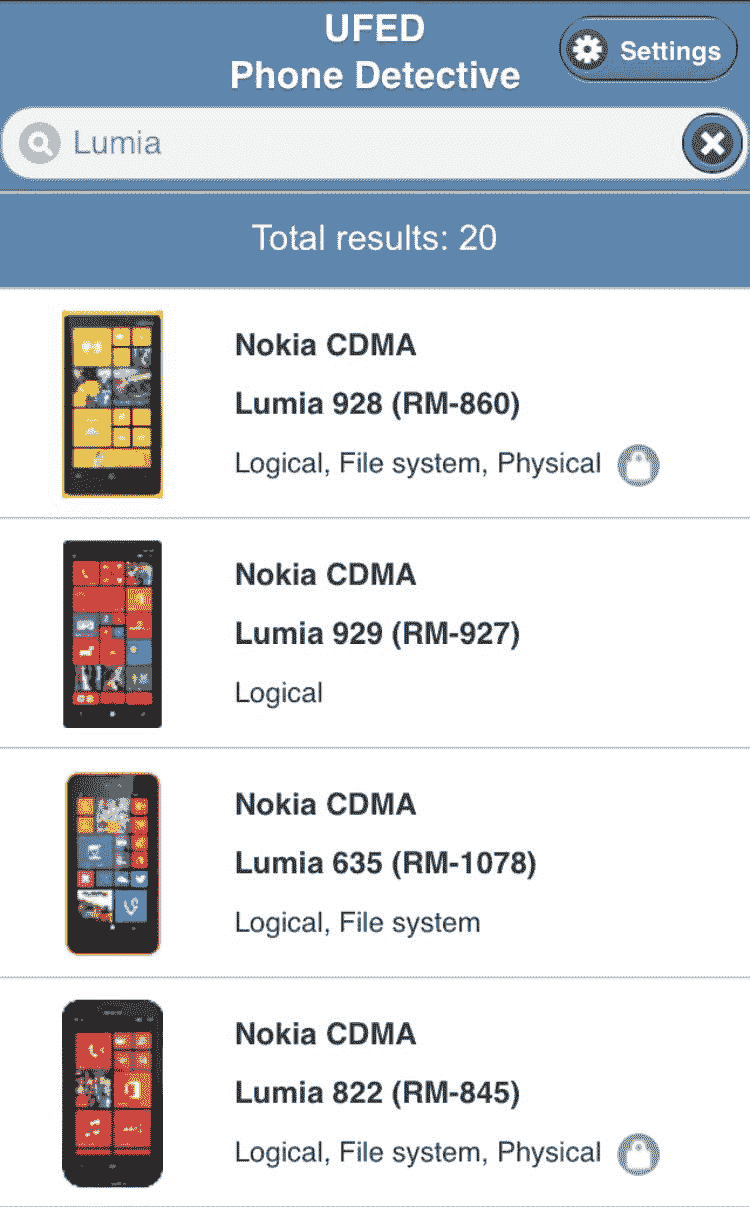 UFED
Phone Detective
Settings
Lumia
Total results: 20
Nokia CDMA
Lumia 928 (RM-860)
Logical, File system, Physical
Nokia CDMA
Lumia 929 (RM-927)
Logical
Nokia CDMA
Lumia 635 (RM-1078)
Logical, File system
Nokia CDMA
Lumia 822 (RM-845)
Logical, File system, Physical